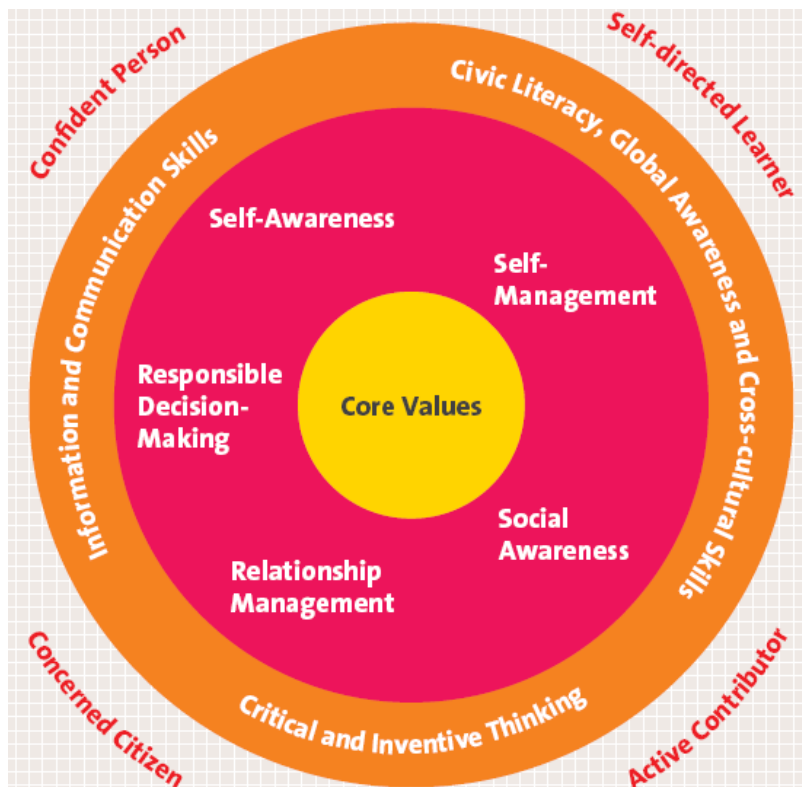 Confident Person
Self-directed Learner
Information and Communication Skills
Civic Literacy, Global Awareness and Cross-cultural Skills
Self-Awareness
Self-
Management
Responsible
Decision-
Making
Core Values
Social
Awareness
Relationship
Management
Critical and Inventive Thinking
Concerned Citizen
Active Contributor